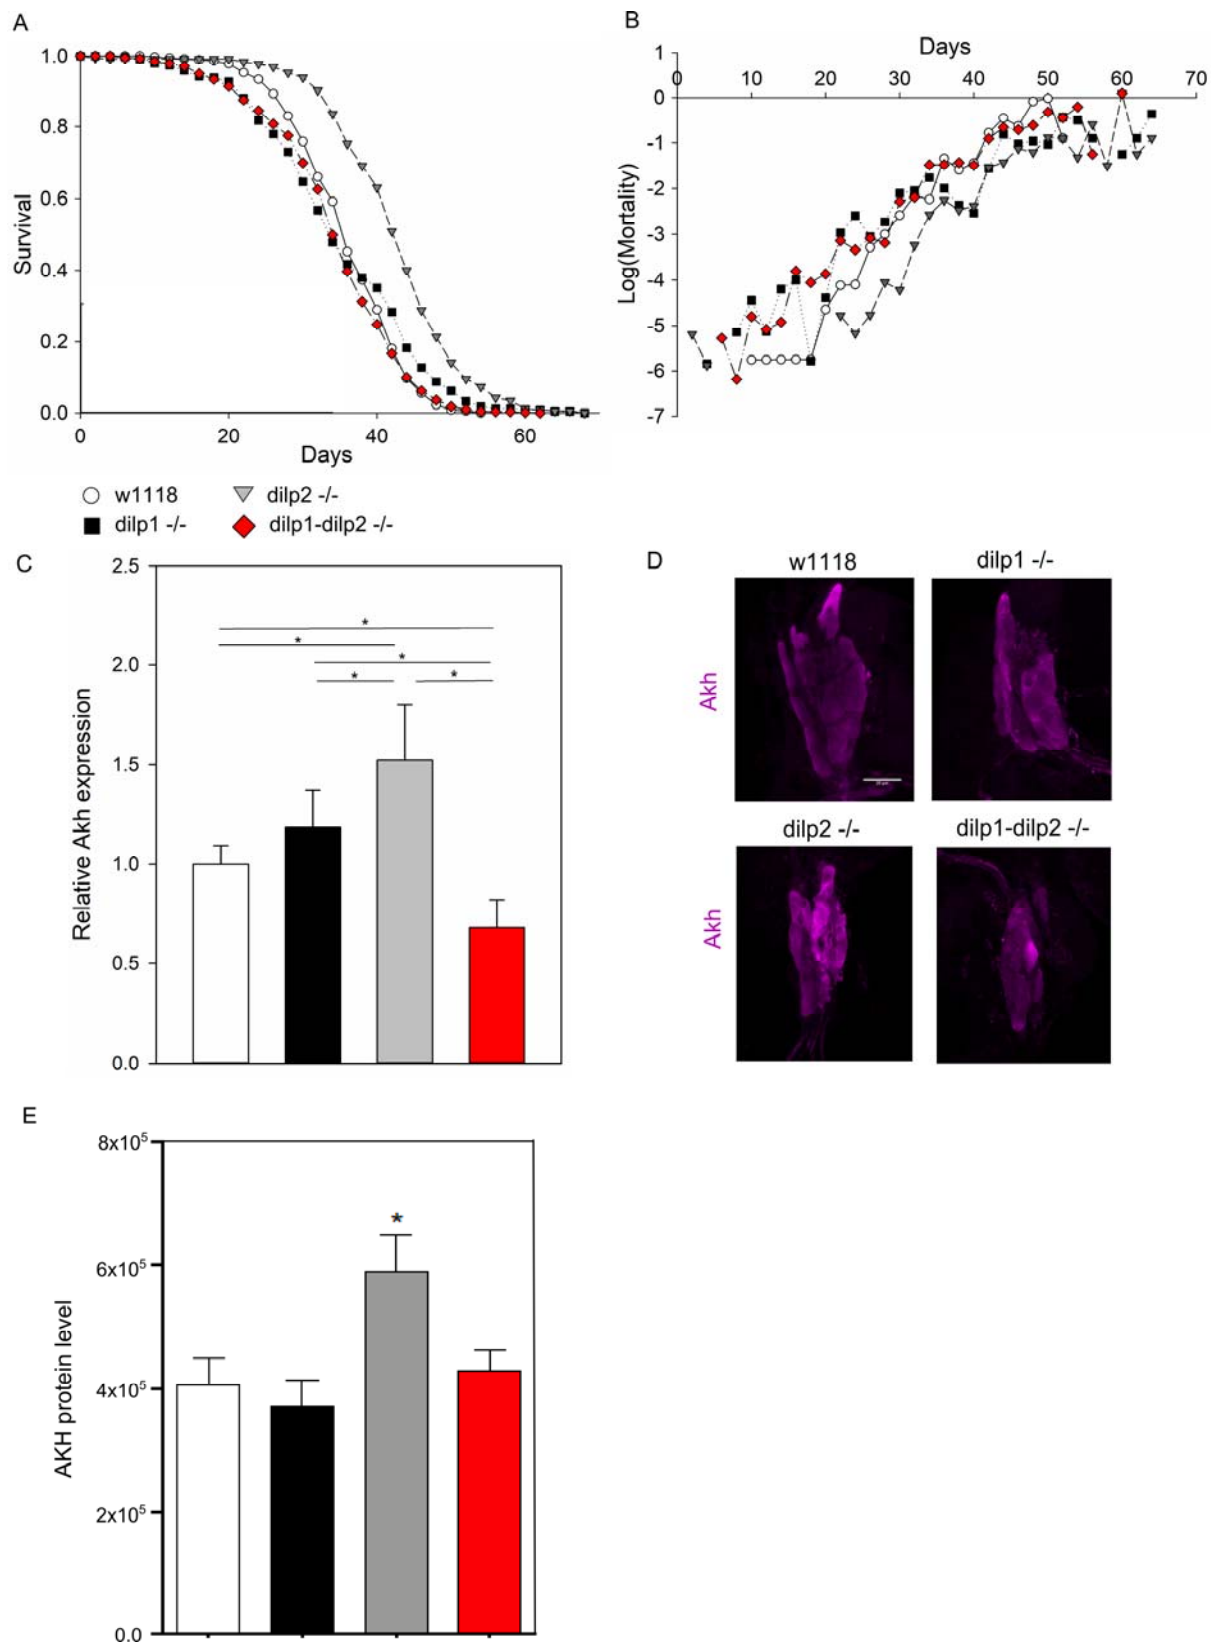 A
1.0
0.8
0.6
0.4
0.2
0.0
Survival
0 20 40 60
Days
w1118
dilp2 -/-
dilp1 -/-
dilp1-dilp2 -/-
B
Days
0 10 20 30 40 50 60 70
1
0
-1
-2
-3
-4
-5
-6
-7
Log(Mortality)
C
2.5
2.0
1.5
1.0
0.5
0.0
Relative Akh expression
*
*
*
*
*
D
w1118
dilp1 -/-
Akh
dilp2 -/-
dilp1-dilp2 -/-
Akh
E
8x10⁵
6x10⁵
4x10⁵
2x10⁵
0.0
AKH protein level
*